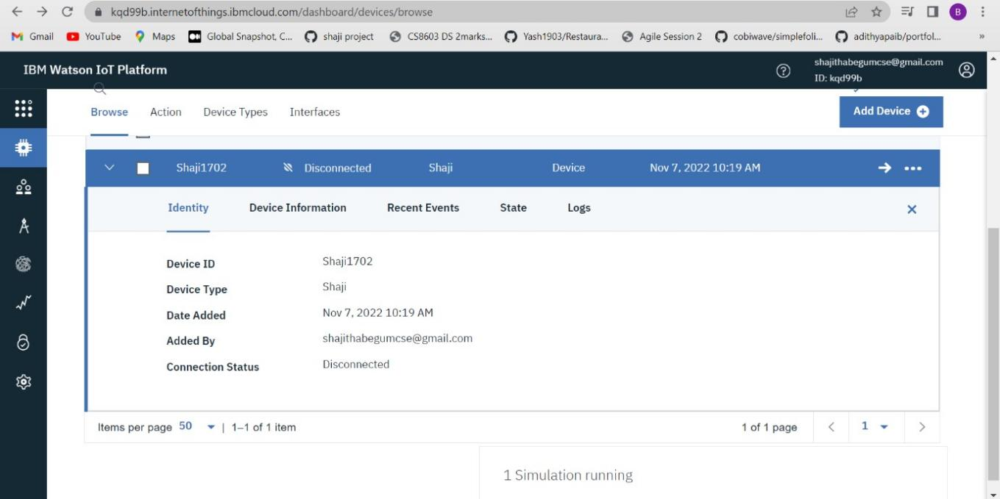 kqd99b.internetofthings.ibmcloud.com/dashboard/devices/browse
B
Gmail YouTube Maps Global Snapshot, C... shaji project CS8603 DS 2marks... Yash1903/Restaura... Agile Session 2 cobiwave/simplefoli... adithyapaib/portfol... »
IBM Watson IoT Platform
shajithabegumcse@gmail.com
ID: kqd99b
Browse Action Device Types Interfaces Add Device
Shaji1702 Disconnected Shaji Device Nov 7, 2022 10:19 AM
Identity Device Information Recent Events State Logs
Device ID Shaji1702
Device Type Shaji
Date Added Nov 7, 2022 10:19 AM
Added By shajithabegumcse@gmail.com
Connection Status Disconnected
Items per page 50 | 1–1 of 1 item 1 of 1 page 1
1 Simulation running